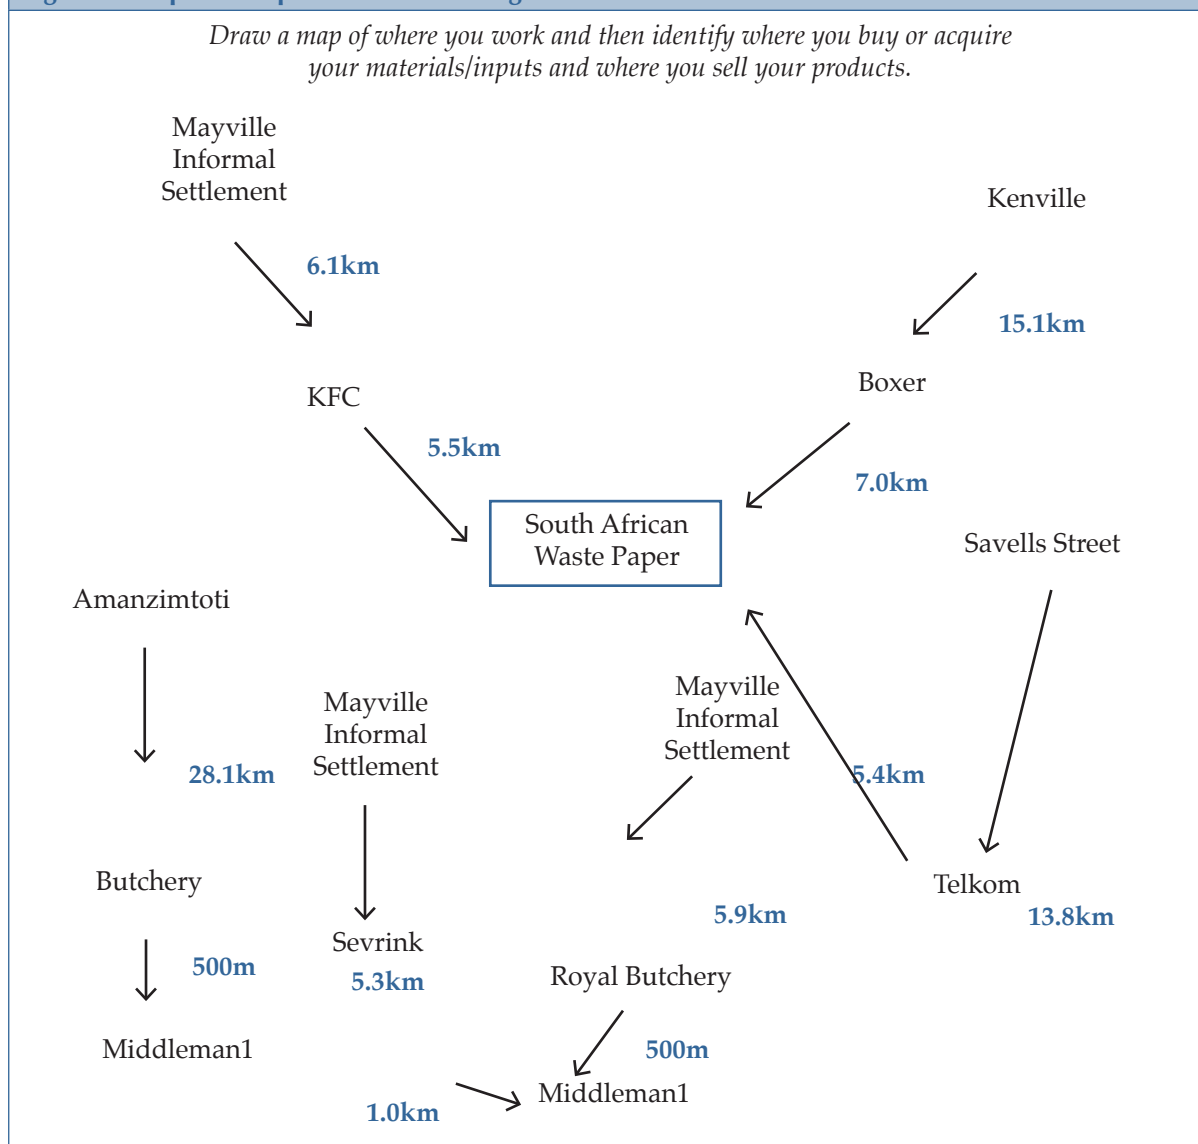 Draw a map of where you work and then identify where you buy or acquire
your materials/inputs and where you sell your products.
Mayville
Informal
Settlement
Kenville
6.1km
15.1km
Boxer
KFC
5.5km
7.0km
South African
Waste Paper
Savells Street
Amanzimtoti
Mayville
Informal
Settlement
Mayville
Informal
Settlement
28.1km
5.4km
Butchery
Telkom
5.9km
13.8km
Sevrink
500m
5.3km
Royal Butchery
Middleman1
500m
1.0km
Middleman1